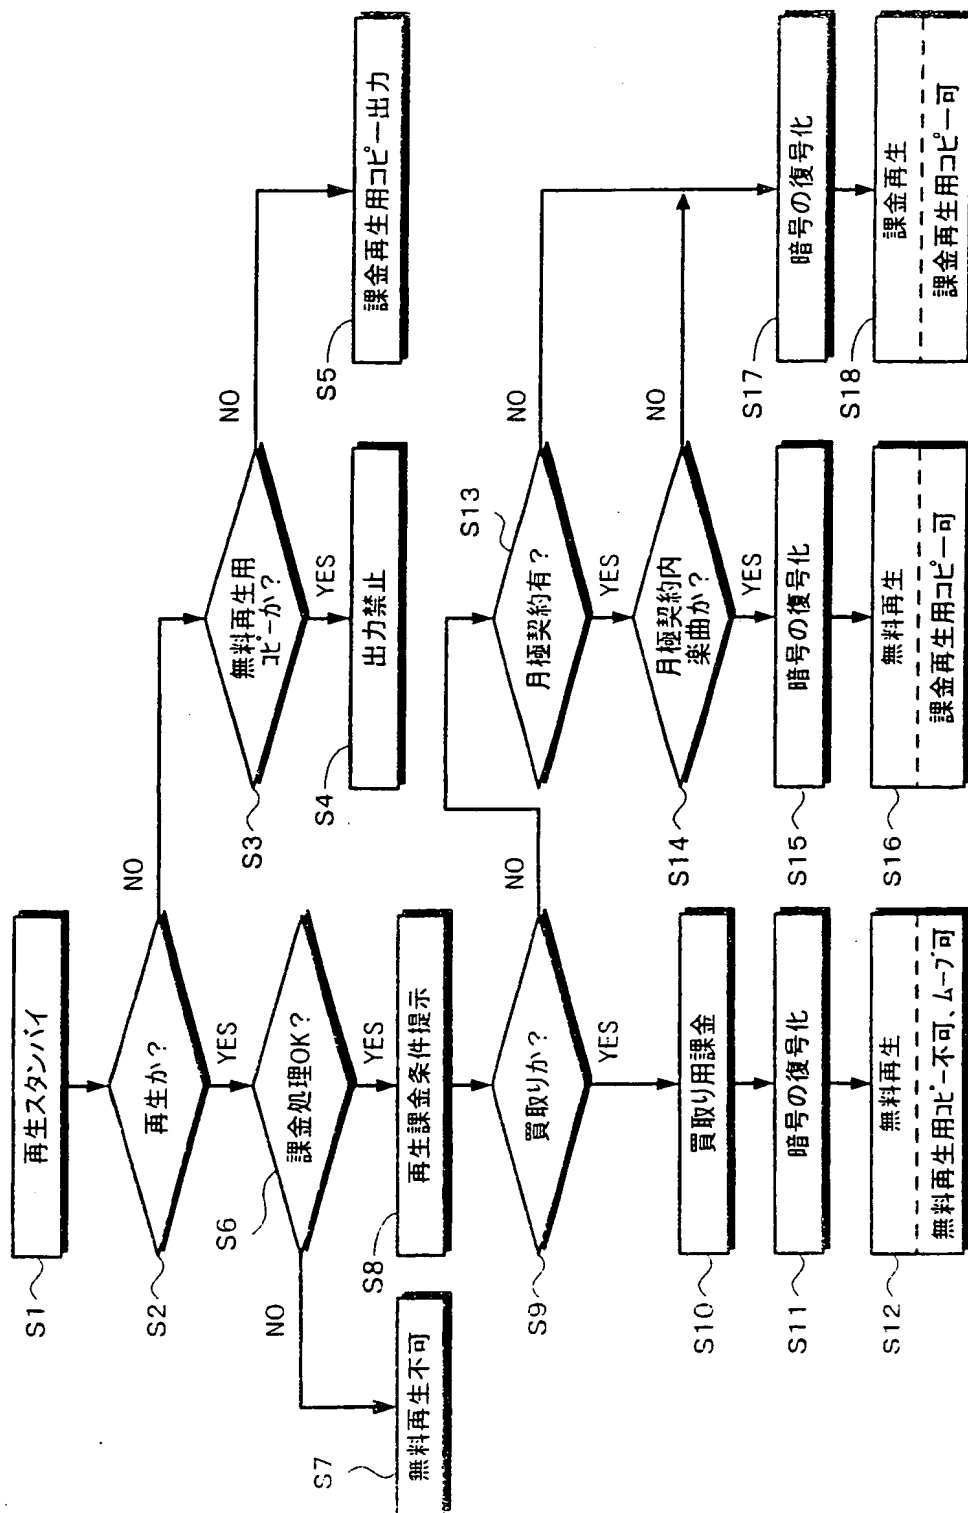 S1
再生スタンバイ
S2
再生か?
NO
YES
S3
無料再生用
コピーか?
NO
YES
S4
出力禁止
S5
課金再生用コピー出力
S6
課金処理OK?
NO
YES
S7
無料再生不可
S8
再生課金条件提示
S9
買取りか?
NO
YES
S10
買取り用課金
S11
暗号の復号化
S12
無料再生
無料再生用コピー不可、ムーブ可
S13
月極契約有?
NO
YES
S14
月極契約内
楽曲か?
NO
YES
S15
暗号の復号化
S16
無料再生
課金再生用コピー可
S17
暗号の復号化
S18
課金再生
課金再生用コピー可